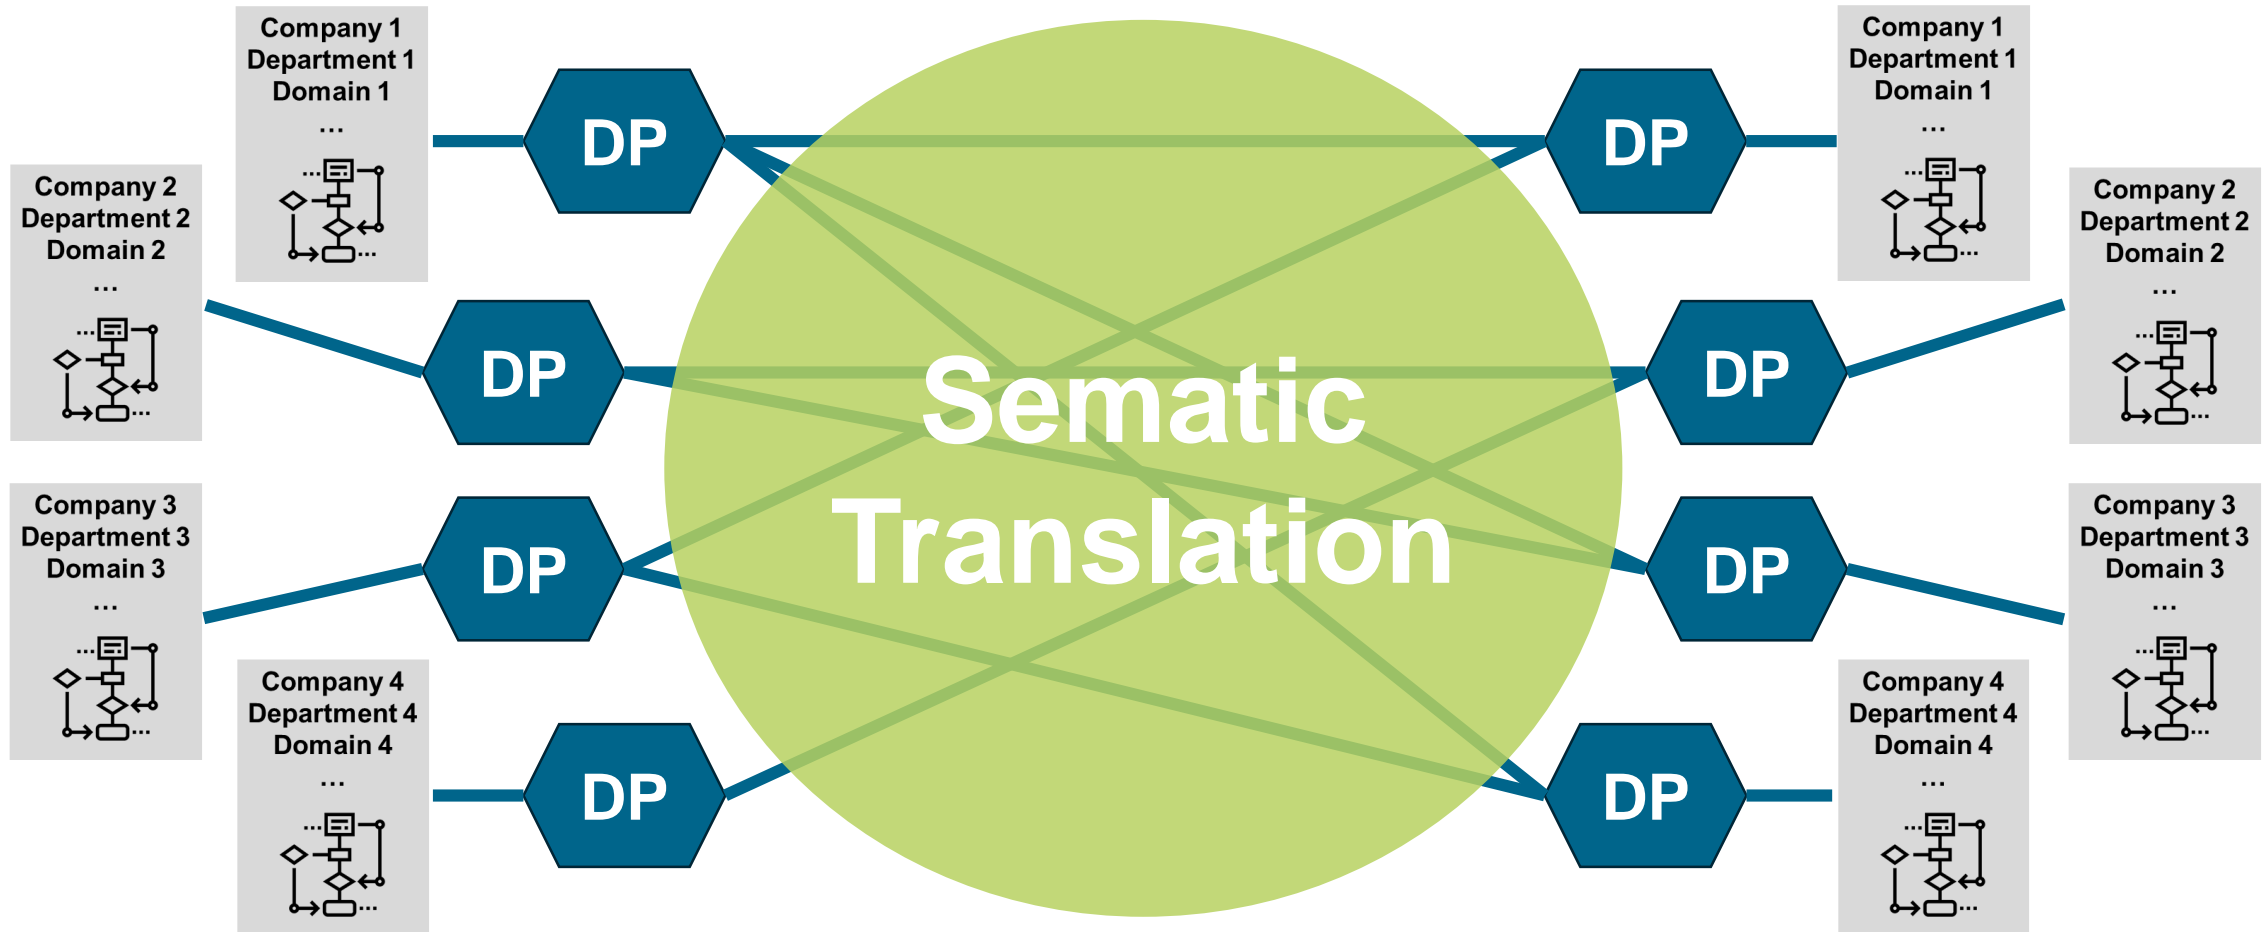 Company 1
Department 1
Domain 1
...
DP
DP
Company 1
Department 1
Domain 1
...
Company 2
Department 2
Domain 2
...
DP
DP
Company 2
Department 2
Domain 2
...
Sematic
Translation
Company 3
Department 3
Domain 3
...
DP
DP
Company 3
Department 3
Domain 3
...
Company 4
Department 4
Domain 4
...
DP
DP
Company 4
Department 4
Domain 4
...